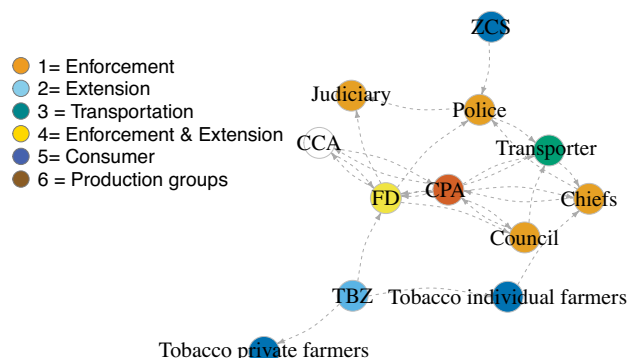 ZCS
1= Enforcement
2= Extension
3 = Transportation
4= Enforcement & Extension
5= Consumer
6 = Production groups
Judiciary
Police
CCA
Transporter
FD
CPA
Chiefs
Council
TBZ
Tobacco individual farmers
Tobacco private farmers